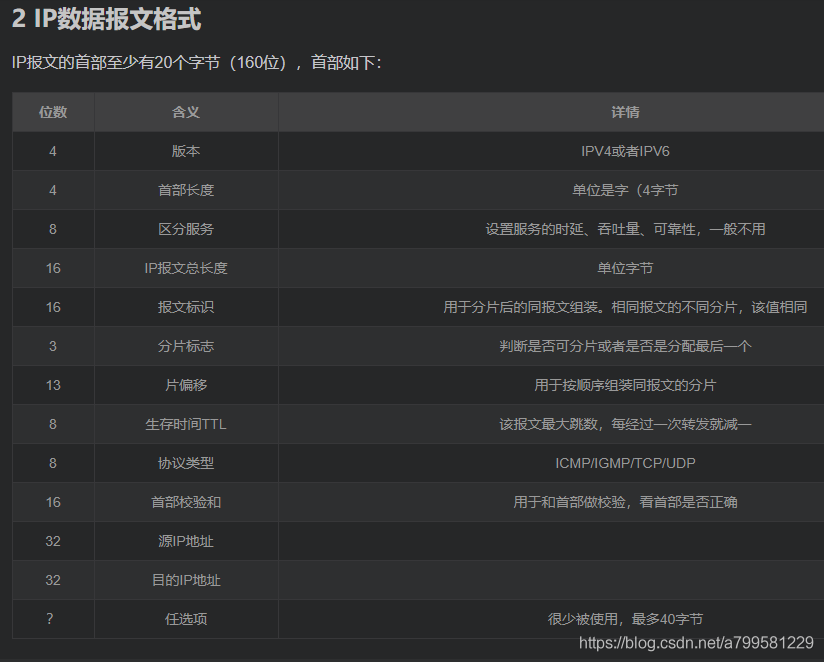 2 IP数据报文格式
IP报文的首部至少有20个字节（160位），首部如下：
位数 含义 详情
4 版本 IPV4或者IPV6
4 首部长度 单位是字（4字节
8 区分服务 设置服务的时延、吞吐量、可靠性，一般不用
16 IP报文总长度 单位字节
16 报文标识 用于分片后的同报文组装。相同报文的不同分片，该值相同
3 分片标志 判断是否可分片或者是否是分配最后一个
13 片偏移 用于按顺序组装同报文的分片
8 生存时间TTL 该报文最大跳数，每经过一次转发就减一
8 协议类型 ICMP/IGMP/TCP/UDP
16 首部校验和 用于和首部做校验，看首部是否正确
32 源IP地址
32 目的IP地址
？ 任选项 很少被使用，最多40字节
https://blog.csdn.net/a799581229